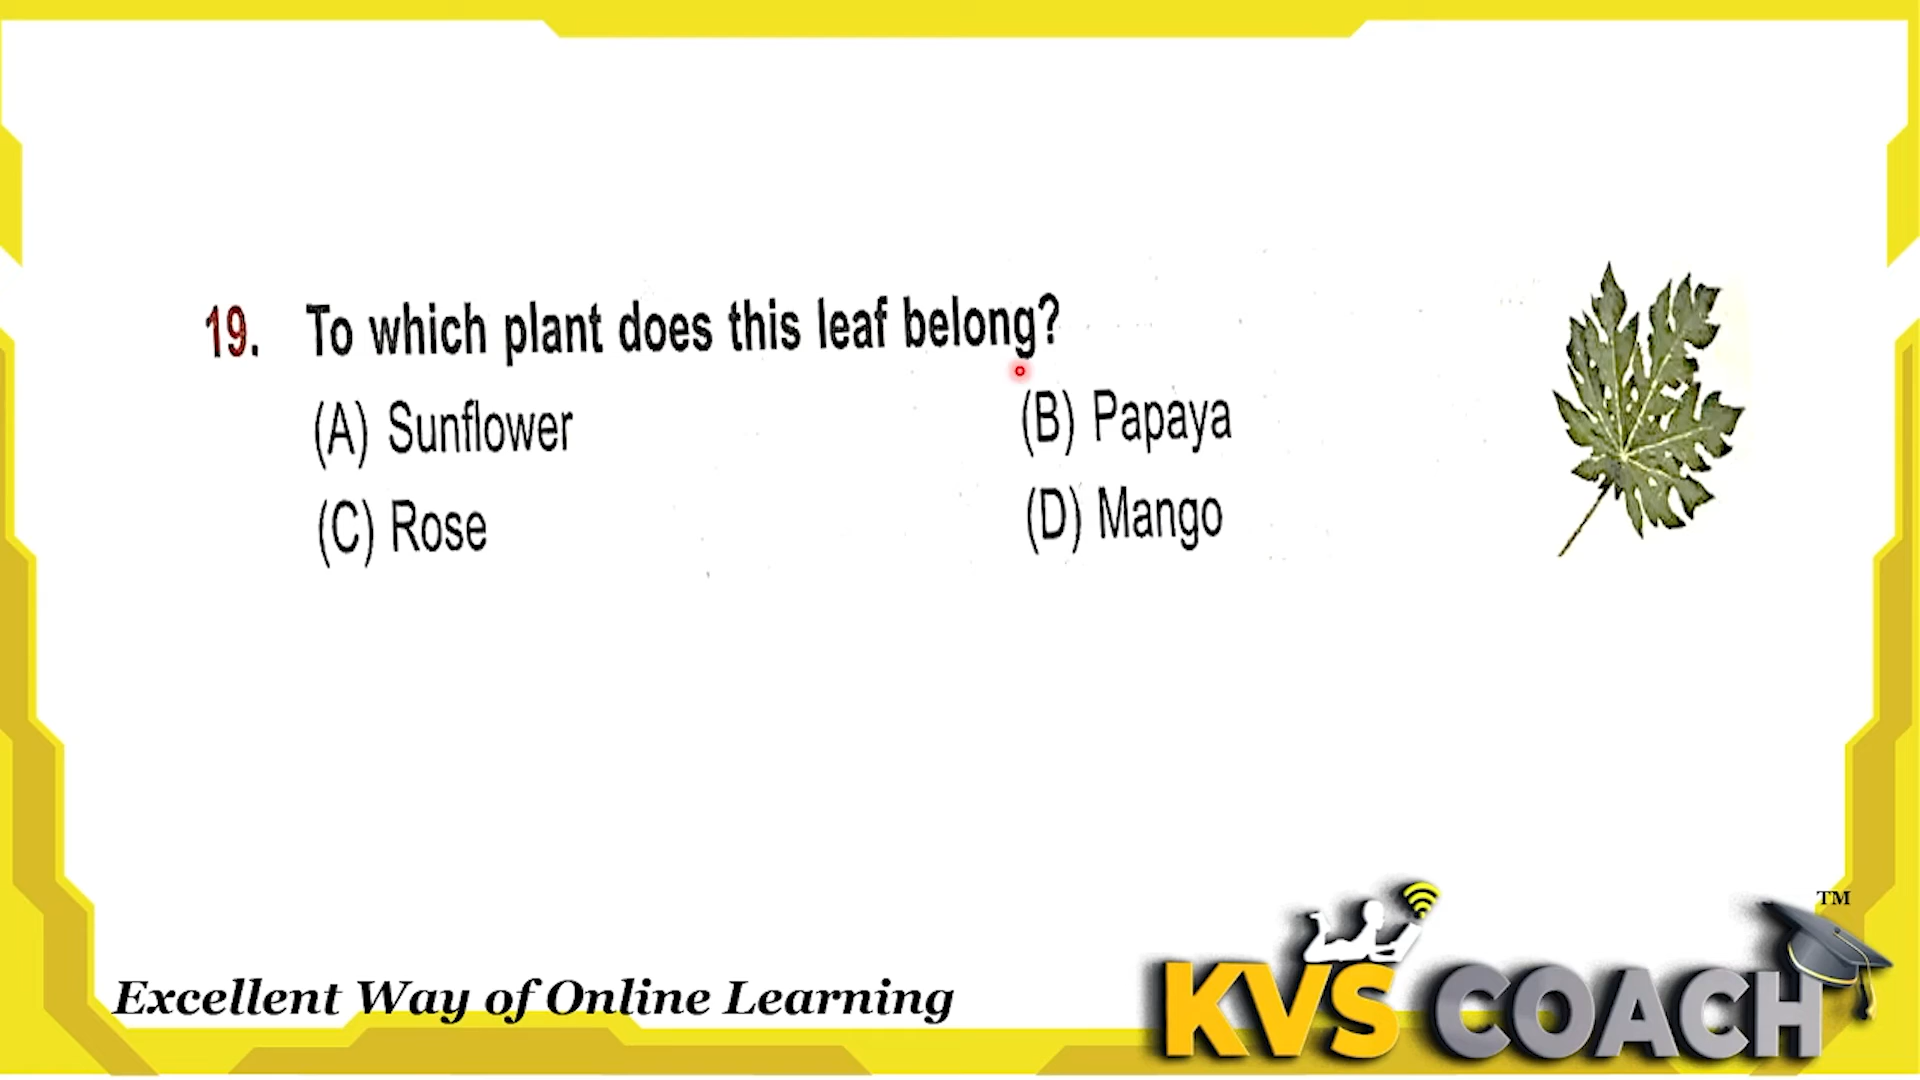 19. To which plant does this leaf belong?
(A) Sunflower (B) Papaya
(C) Rose (D) Mango
Excellent Way of Online Learning
KVS COACH TM